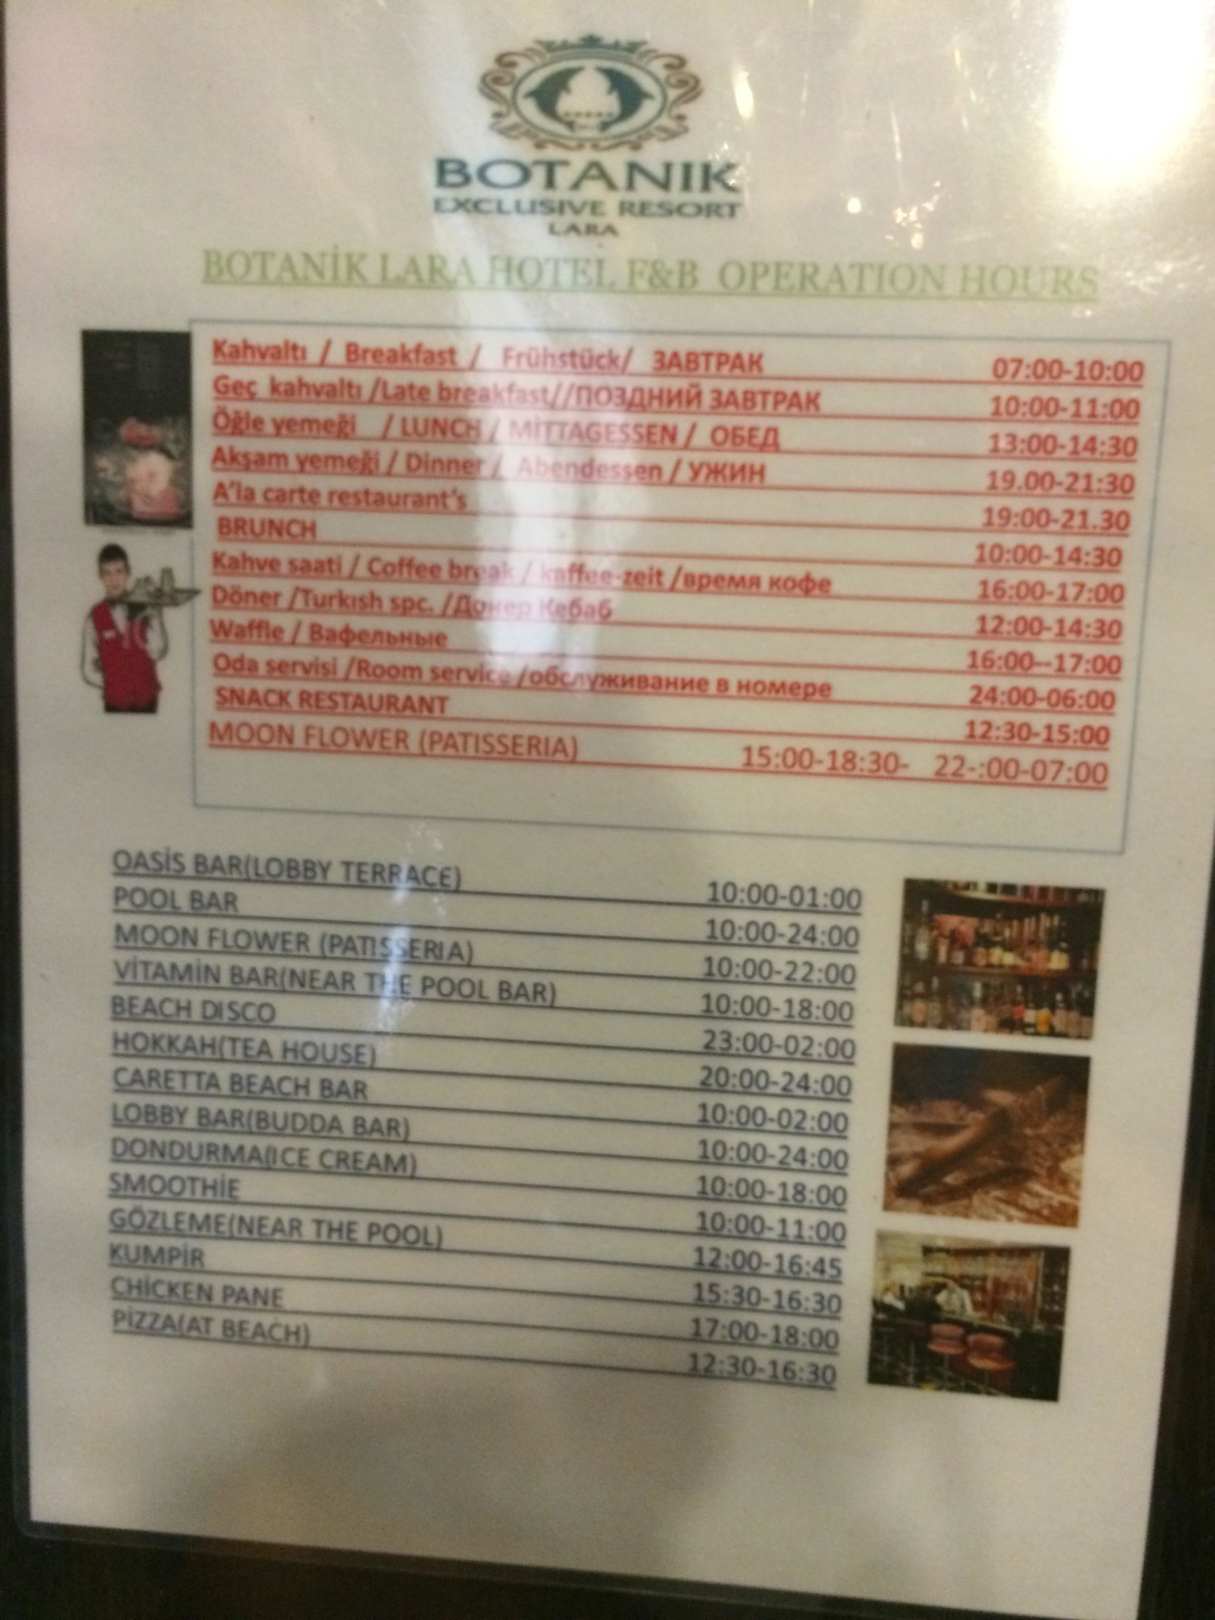 BOTANIK
EXCLUSIVE RESORT
LARA
BOTANİK LARA HOTEL F&B OPERATION HOURS
Kahvaltı / Breakfast / Frühstück/ ЗАВТРАК 07:00-10:00
Geç kahvaltı /Late breakfast//ПОЗДНИЙ ЗАВТРАК 10:00-11:00
Öğle yemeği / LUNCH / MİTTAGESSEN / ОБЕД 13:00-14:30
Akşam yemeği / Dinner / Abendessen / УЖИН 19.00-21:30
A'la carte restaurant's 19:00-21.30
BRUNCH 10:00-14:30
Kahve saati / Coffee break / kaffee-zeit /время кофе 16:00-17:00
Döner /Turkısh spc. /Донер Кебаб 12:00-14:30
Waffle / Вафельные 16:00--17:00
Oda servisi /Room service /обслуживание в номере 24:00-06:00
SNACK RESTAURANT 12:30-15:00
MOON FLOWER (PATISSERIA) 15:00-18:30- 22-:00-07:00
OASİS BAR(LOBBY TERRACE) 10:00-01:00
POOL BAR 10:00-24:00
MOON FLOWER (PATISSERIA) 10:00-22:00
VİTAMİN BAR(NEAR THE POOL BAR) 10:00-18:00
BEACH DISCO 23:00-02:00
HOKKAH(TEA HOUSE) 20:00-24:00
CARETTA BEACH BAR 10:00-02:00
LOBBY BAR(BUDDA BAR) 10:00-24:00
DONDURMA(ICE CREAM) 10:00-18:00
SMOOTHİE 10:00-11:00
GÖZLEME(NEAR THE POOL) 12:00-16:45
KUMPİR 15:30-16:30
CHİCKEN PANE 17:00-18:00
PİZZA(AT BEACH) 12:30-16:30